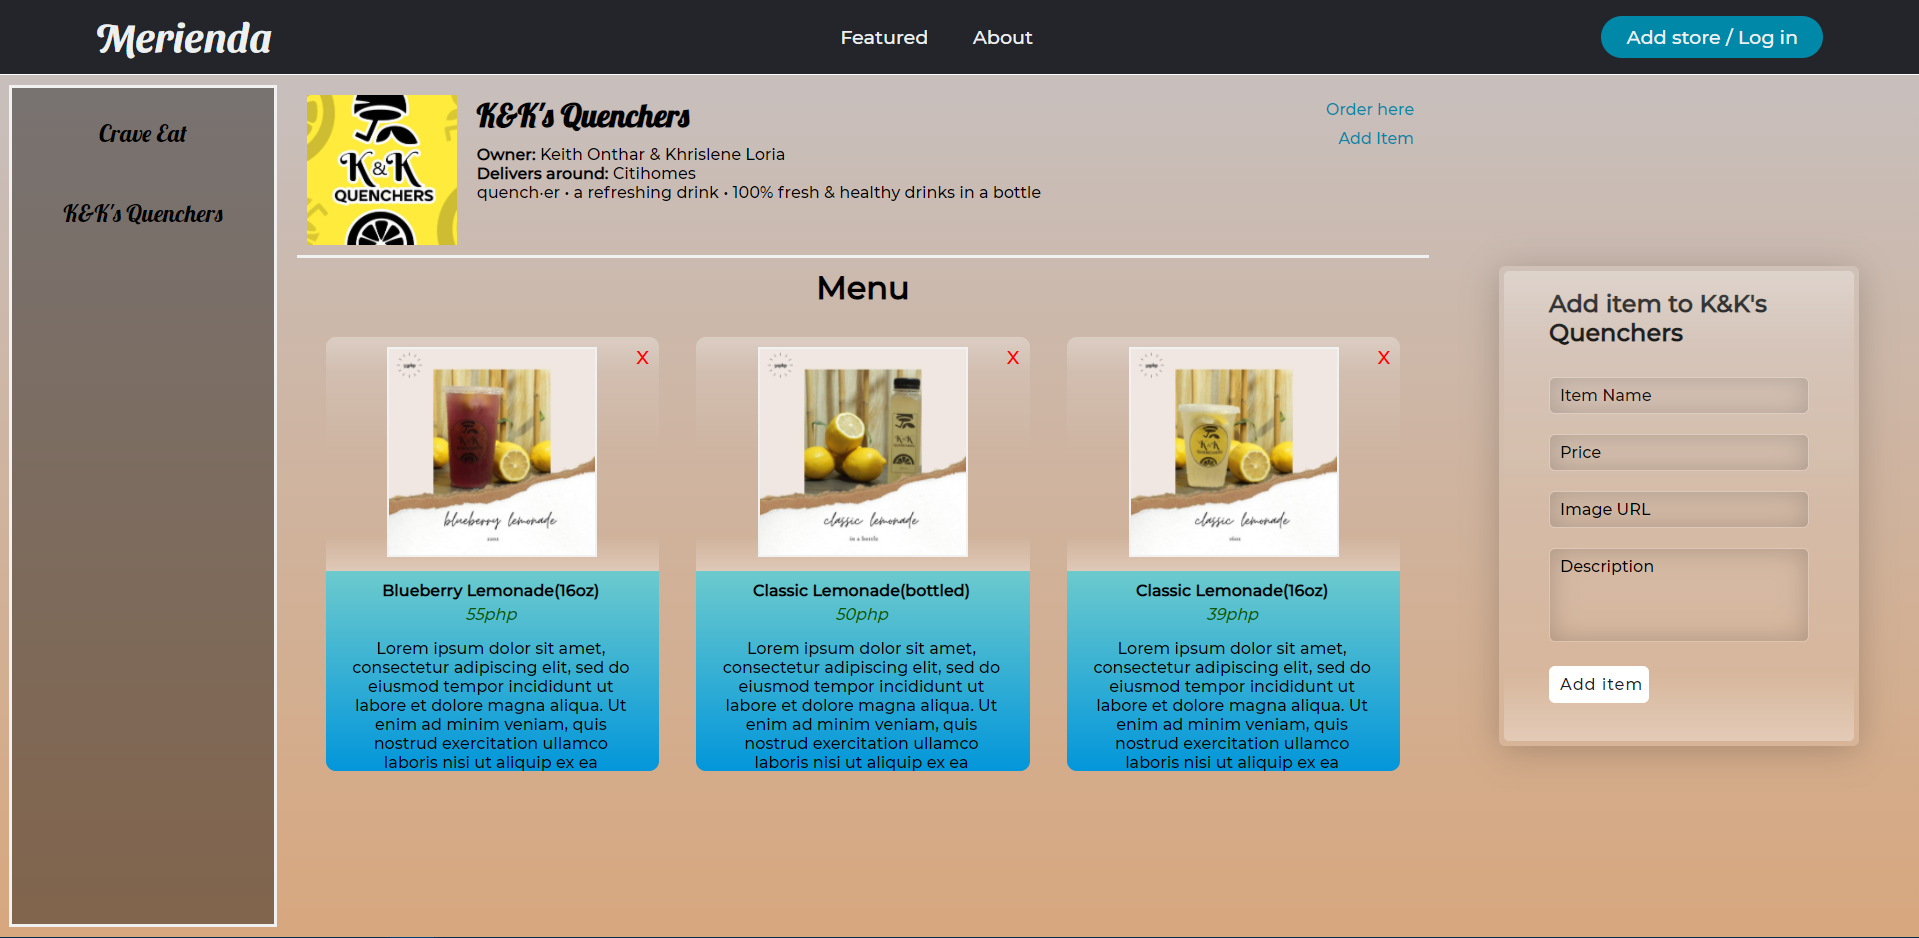 Merienda
Featured
About
Add store / Log in
Crave Eat
K&K's Quenchers
K&K
QUENCHERS
K&K's Quenchers
Owner: Keith Onthar & Khrislene Loria
Delivers around: Citihomes
quench·er • a refreshing drink • 100% fresh & healthy drinks in a bottle
Order here
Add Item
Menu
X
blueberry lemonade
22oz
Blueberry Lemonade(16oz)
55php
Lorem ipsum dolor sit amet,
consectetur adipiscing elit, sed do
eiusmod tempor incididunt ut
labore et dolore magna aliqua. Ut
enim ad minim veniam, quis
nostrud exercitation ullamco
laboris nisi ut aliquip ex ea
X
K&K
classic lemonade
in a bottle
Classic Lemonade(bottled)
50php
Lorem ipsum dolor sit amet,
consectetur adipiscing elit, sed do
eiusmod tempor incididunt ut
labore et dolore magna aliqua. Ut
enim ad minim veniam, quis
nostrud exercitation ullamco
laboris nisi ut aliquip ex ea
X
K&K
classic lemonade
16oz
Classic Lemonade(16oz)
39php
Lorem ipsum dolor sit amet,
consectetur adipiscing elit, sed do
eiusmod tempor incididunt ut
labore et dolore magna aliqua. Ut
enim ad minim veniam, quis
nostrud exercitation ullamco
laboris nisi ut aliquip ex ea
Add item to K&K's
Quenchers
Item Name
Price
Image URL
Description
Add item